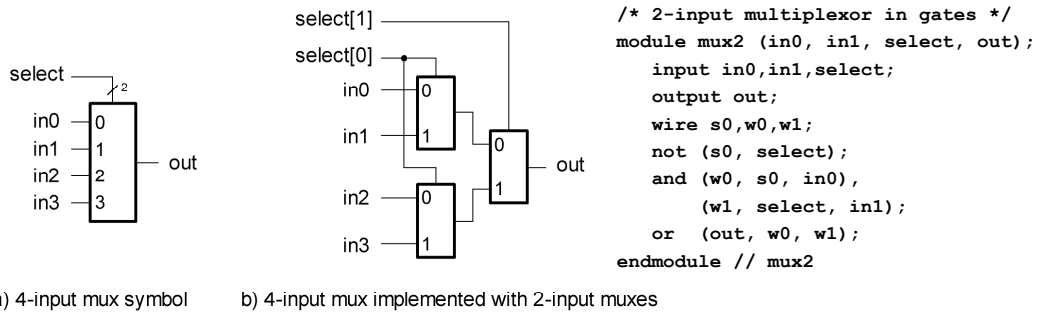 select
2
in0 0
in1 1
in2 2
in3 3
out
select[1]
select[0]
in0 0
in1 1
in2 0
in3 1
0
1
out
/* 2-input multiplexor in gates */
module mux2 (in0, in1, select, out);
input in0,in1,select;
output out;
wire s0,w0,w1;
not (s0, select);
and (w0, s0, in0),
(w1, select, in1);
or (out, w0, w1);
endmodule // mux2
) 4-input mux symbol
b) 4-input mux implemented with 2-input muxes